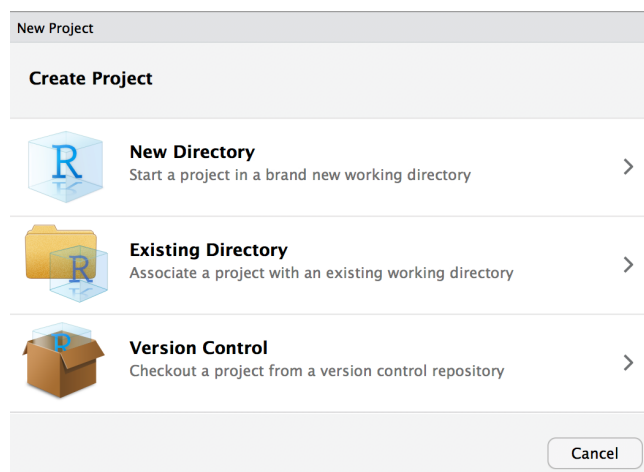 New Project
Create Project
R
New Directory
Start a project in a brand new working directory
R
Existing Directory
Associate a project with an existing working directory
R
Version Control
Checkout a project from a version control repository
Cancel